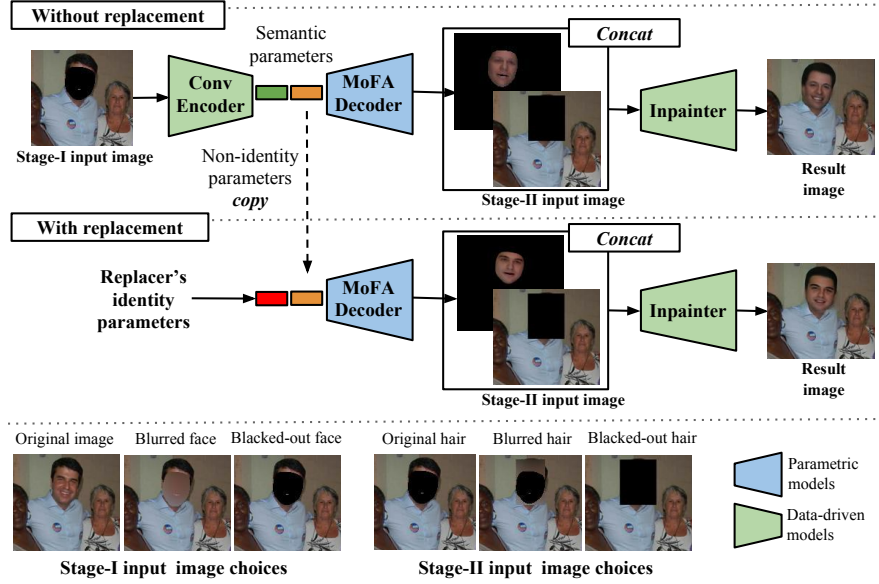 Without replacement
Semantic
parameters
Conv
Encoder
MoFA
Decoder
Concat
Inpainter
Stage-I input image
Non-identity
parameters
copy
Stage-II input image
Result
image
With replacement
Replacer's
identity
parameters
MoFA
Decoder
Concat
Inpainter
Stage-II input image
Result
image
Original image
Blurred face
Blacked-out face
Original hair
Blurred hair
Blacked-out hair
Stage-I input image choices
Stage-II input image choices
Parametric
models
Data-driven
models